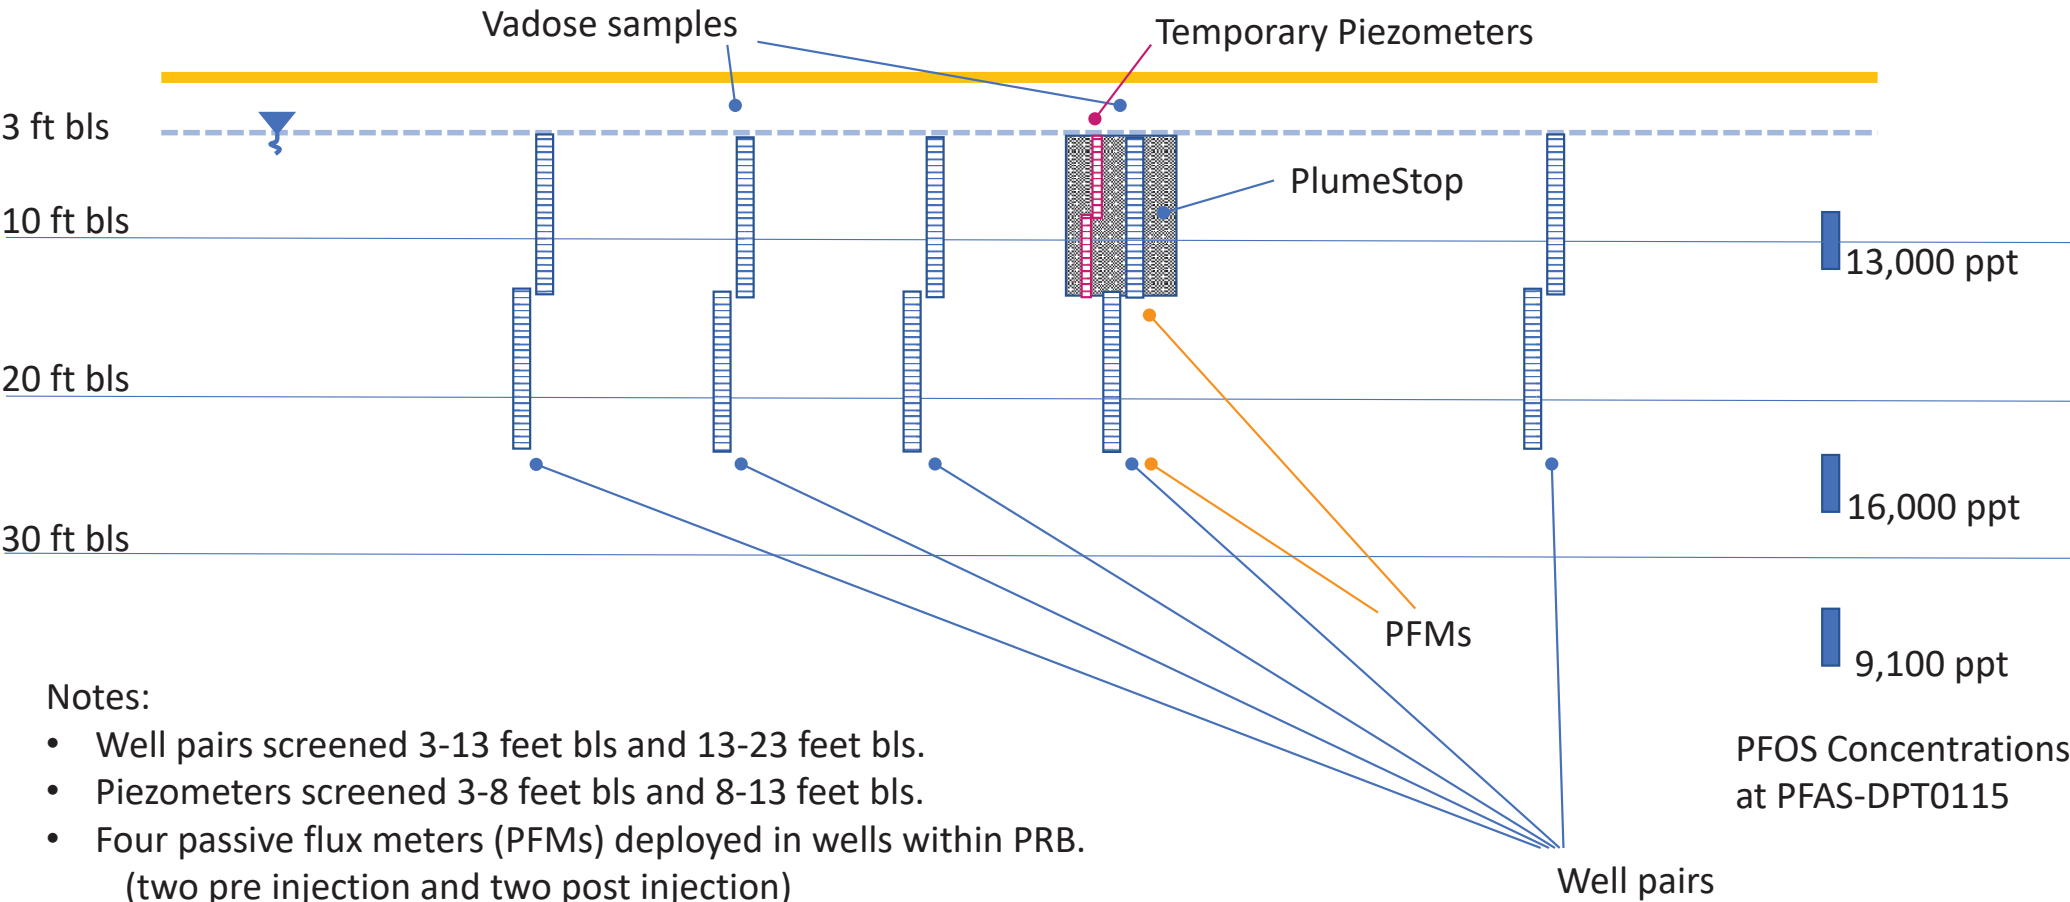 Vadose samples
Temporary Piezometers
3 ft bls
PlumeStop
10 ft bls
13,000 ppt
20 ft bls
16,000 ppt
30 ft bls
PFMs
9,100 ppt
Notes:
• Well pairs screened 3-13 feet bls and 13-23 feet bls.
• Piezometers screened 3-8 feet bls and 8-13 feet bls.
• Four passive flux meters (PFMs) deployed in wells within PRB.
(two pre injection and two post injection)
PFOS Concentrations
at PFAS-DPT0115
Well pairs